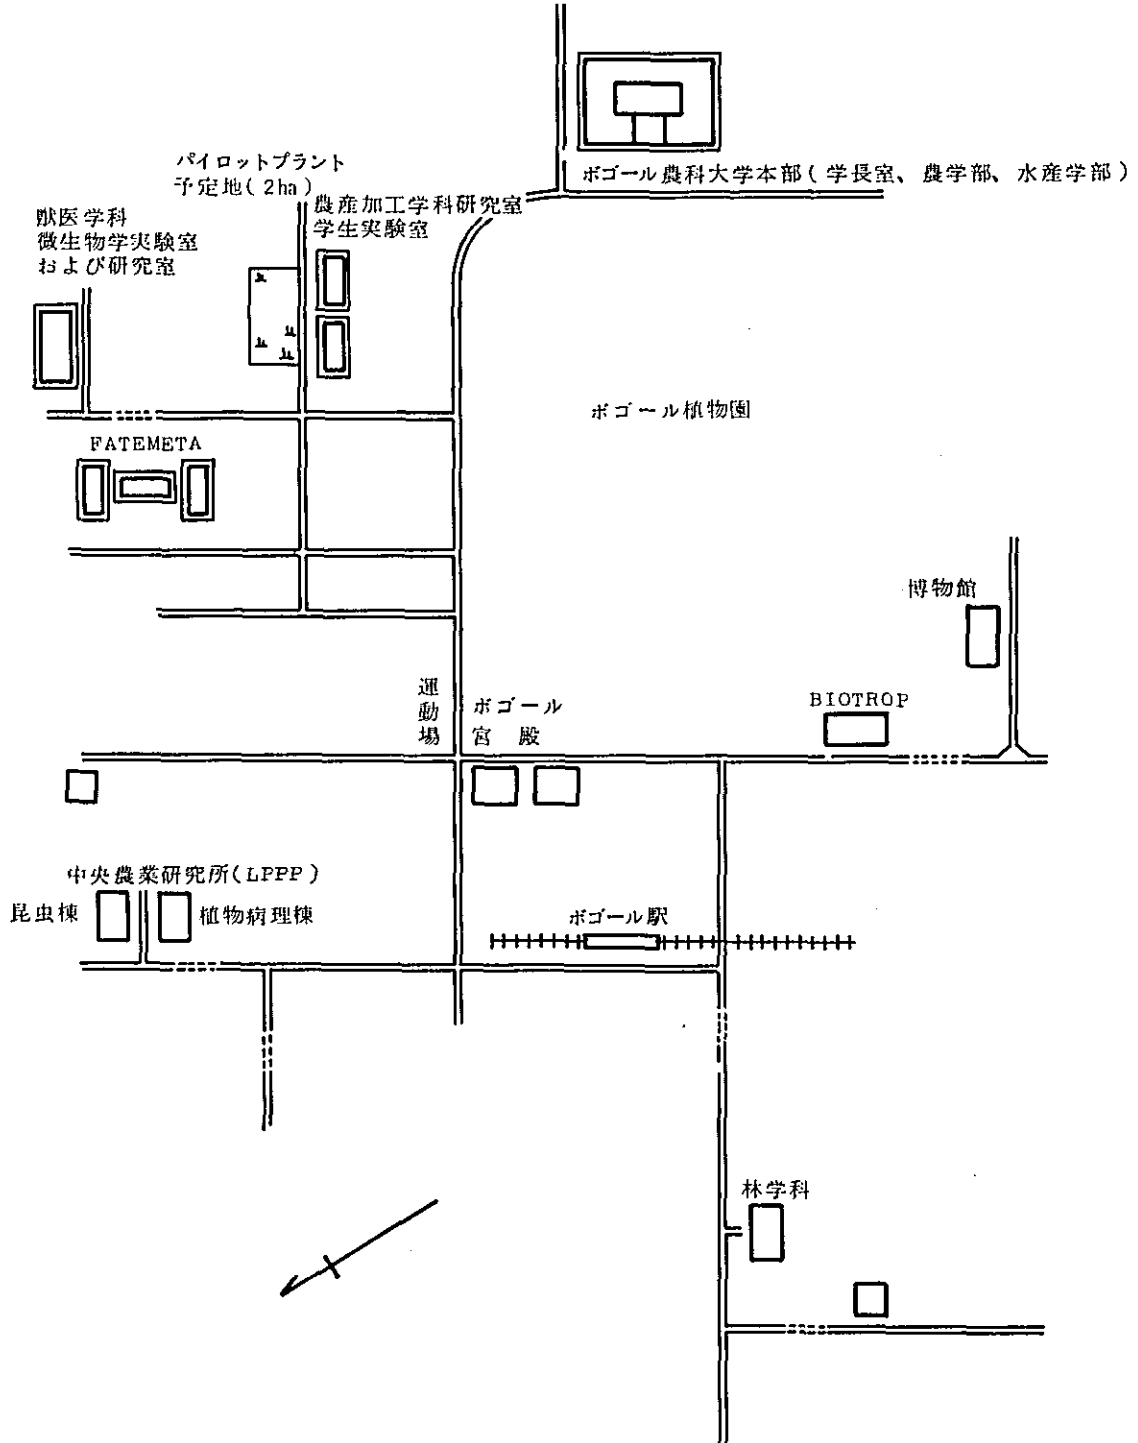 ボゴール農科大学本部(学長室、農学部、水産学部)
パイロットプラント
予定地(2ha)
農産加工学科研究室
学生実験室
獣医学科
微生物学実験室
および研究室
ボゴール植物園
FATEMETA
博物館
BIOTROP
運動場
ボゴール
宮殿
中央農業研究所(LPPP)
昆虫棟
植物病理棟
ボゴール駅
林学科